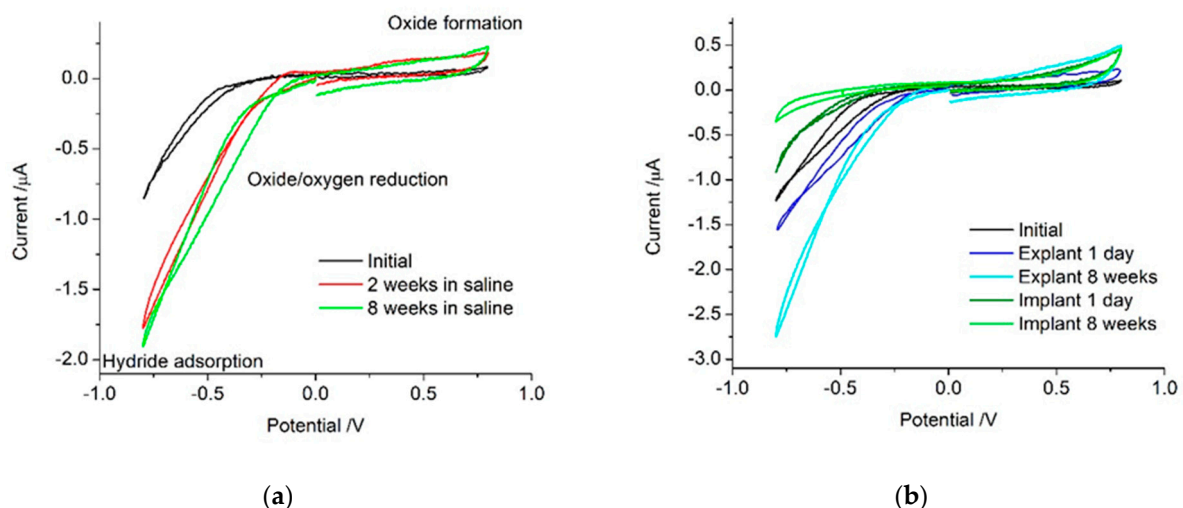 Oxide formation
0.0
-0.5
-1.0
-1.5
-2.0
Current /µA
Oxide/oxygen reduction
Initial
2 weeks in saline
8 weeks in saline
Hydride adsorption
-1.0 -0.5 0.0 0.5 1.0
Potential /V
(a)
0.5
0.0
-0.5
-1.0
-1.5
-2.0
-2.5
-3.0
Current /µA
Initial
Explant 1 day
Explant 8 weeks
Implant 1 day
Implant 8 weeks
-1.0 -0.5 0.0 0.5 1.0
Potential /V
(b)